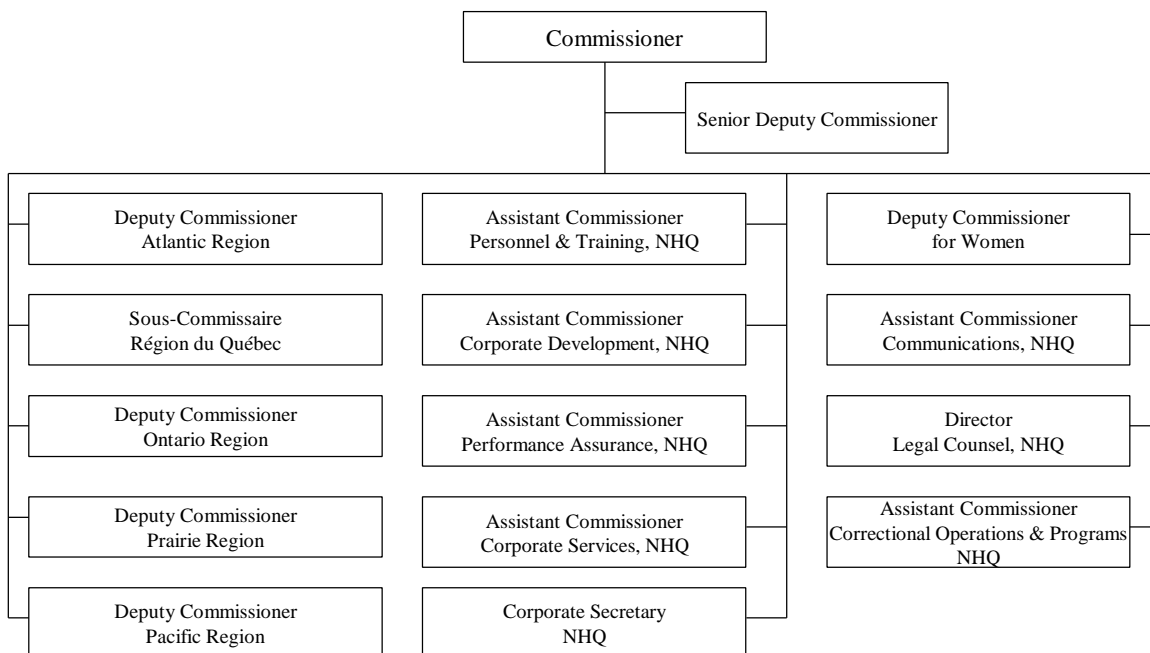 Commissioner
Senior Deputy Commissioner
Deputy Commissioner
Atlantic Region
Sous-Commissaire
Région du Québec
Deputy Commissioner
Ontario Region
Deputy Commissioner
Prairie Region
Deputy Commissioner
Pacific Region
Assistant Commissioner
Personnel & Training, NHQ
Assistant Commissioner
Corporate Development, NHQ
Assistant Commissioner
Performance Assurance, NHQ
Assistant Commissioner
Corporate Services, NHQ
Corporate Secretary
NHQ
Deputy Commissioner
for Women
Assistant Commissioner
Communications, NHQ
Director
Legal Counsel, NHQ
Assistant Commissioner
Correctional Operations & Programs
NHQ